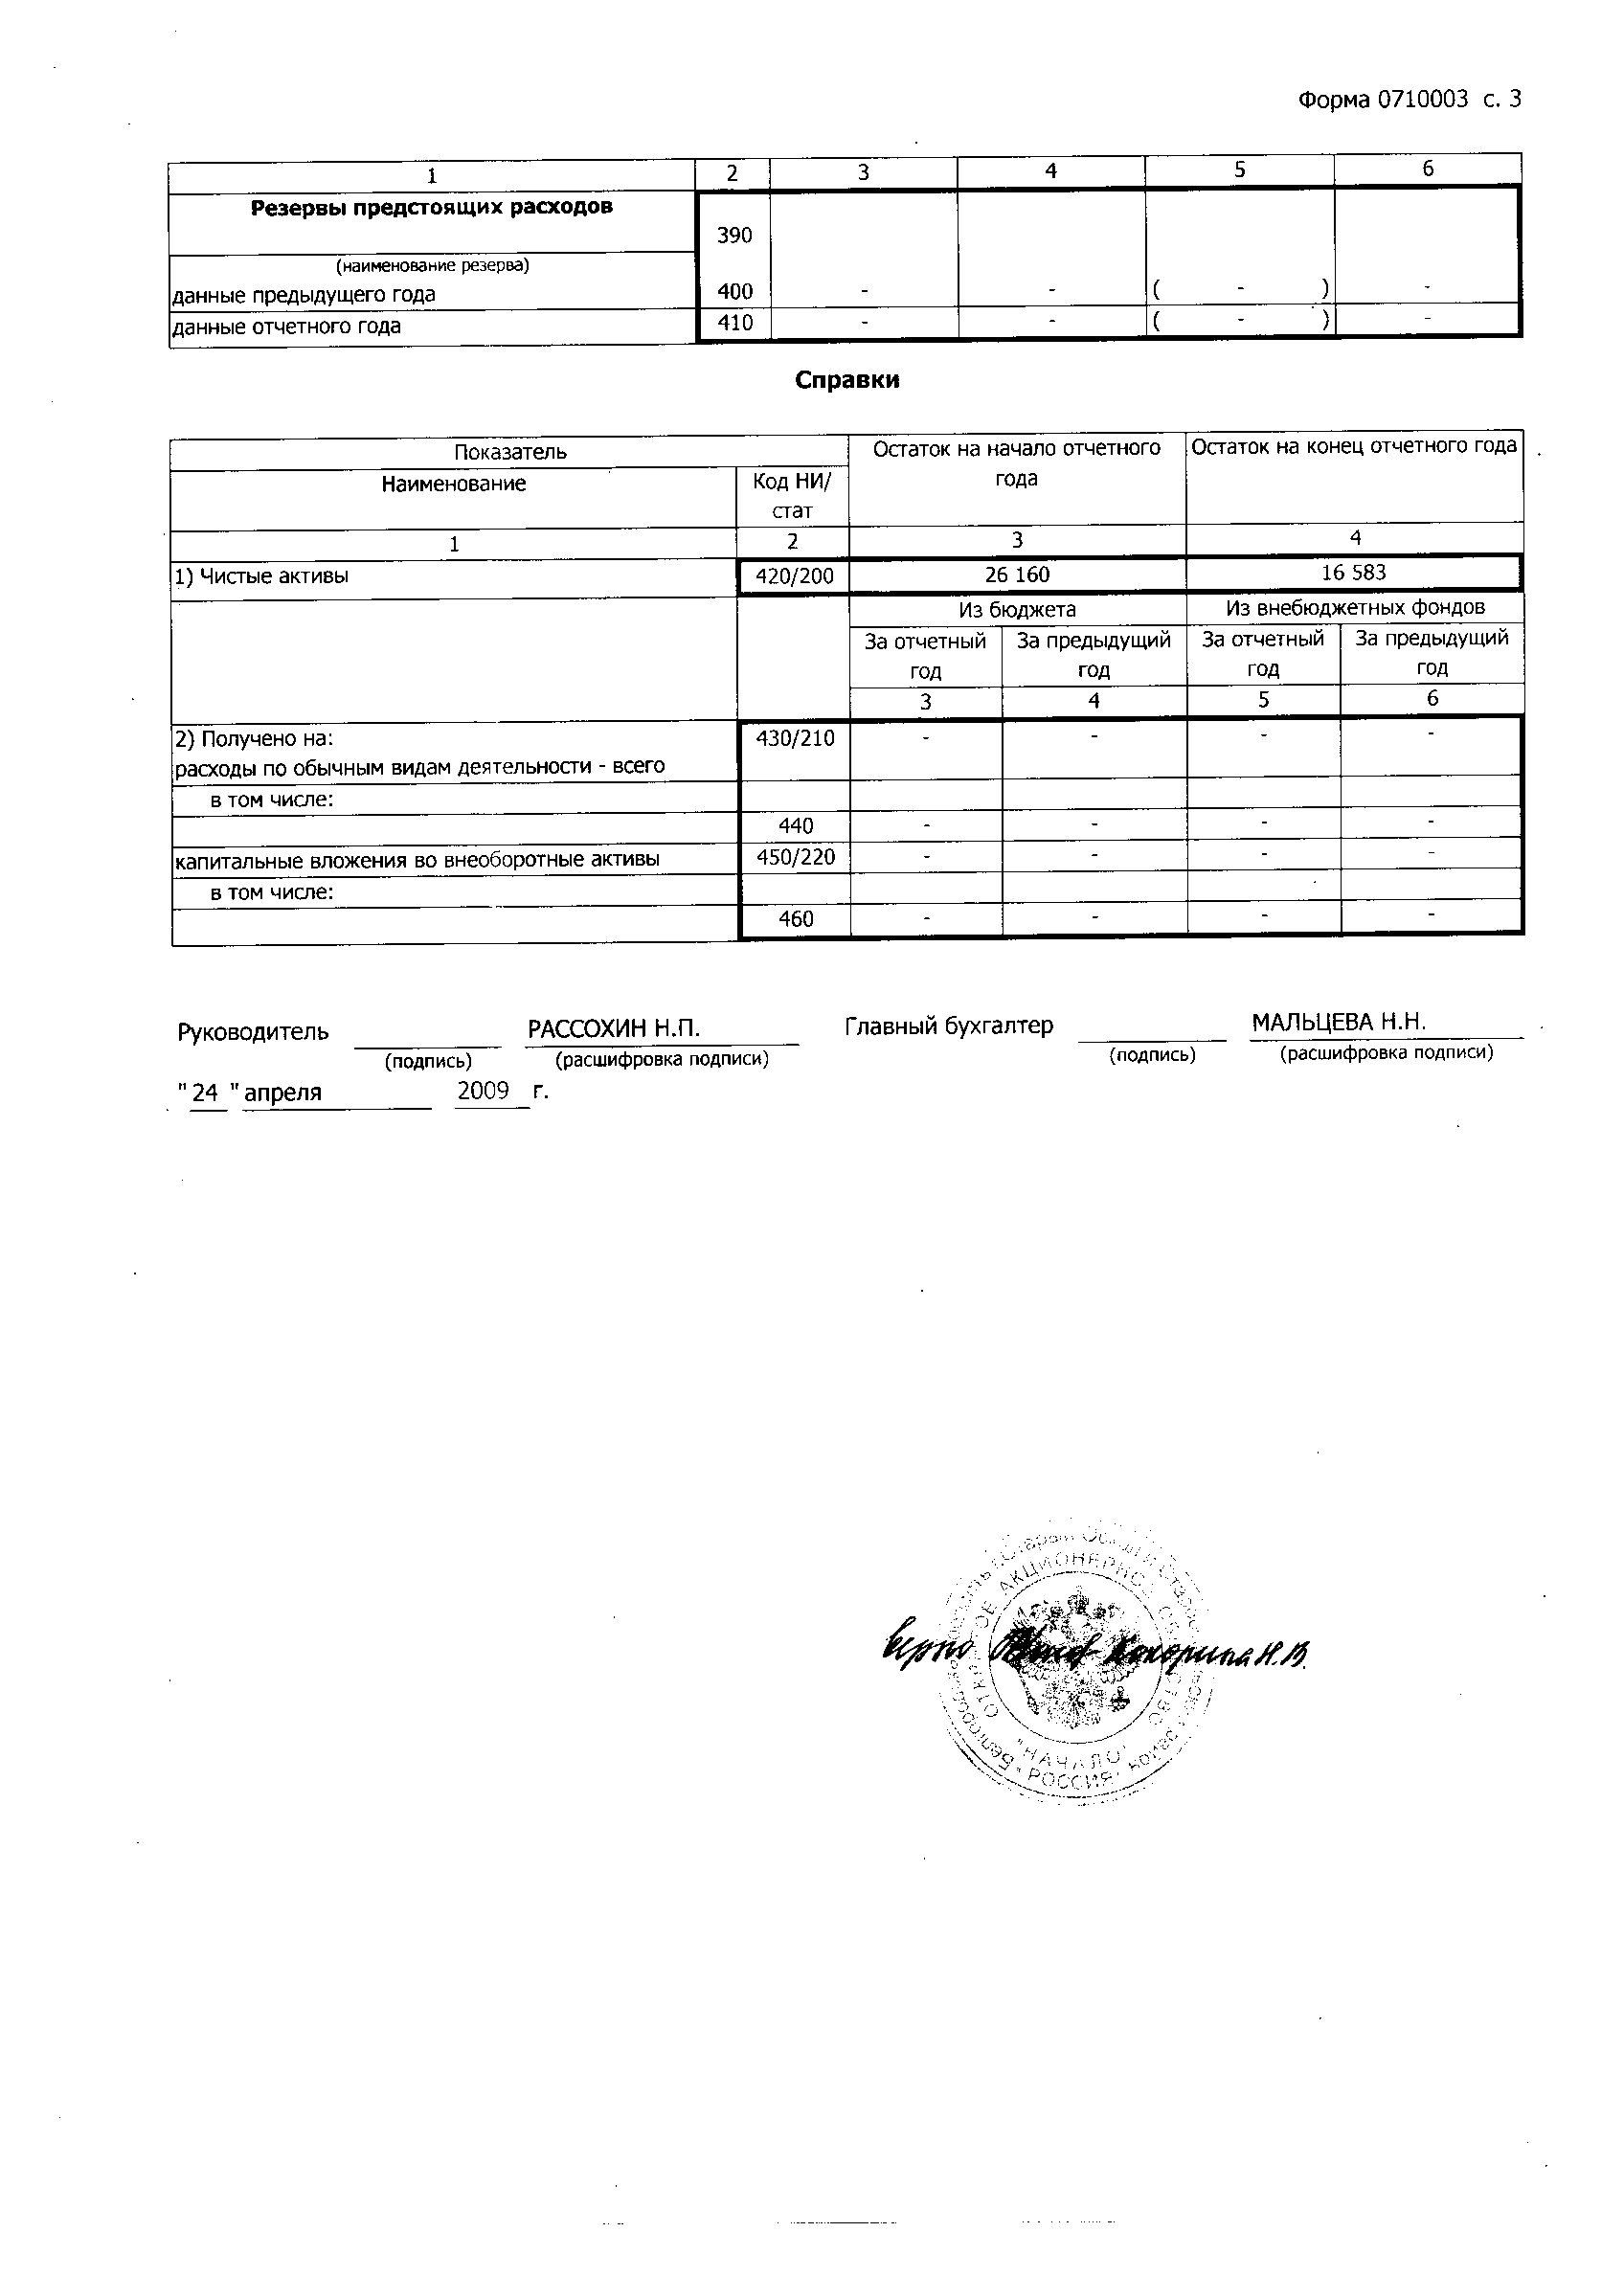 Форма 0710003 с. 3
1 2 3 4 5 6
Резервы предстоящих расходов
390
(наименование резерва)
данные предыдущего года 400 - - ( - ) -
данные отчетного года 410 - - ( - ) -
Справки
Показатель Остаток на начало отчетного года Остаток на конец отчетного года
Наименование Код НИ/стат
1 2 3 4
1) Чистые активы 420/200 26 160 16 583
Из бюджета Из внебюджетных фондов
За отчетный год За предыдущий год За отчетный год За предыдущий год
3 4 5 6
2) Получено на: 430/210 - - - -
расходы по обычным видам деятельности - всего
в том числе:
440 - - - -
капитальные вложения во внеоборотные активы 450/220 - - - -
в том числе:
460 - - - -
Руководитель РАССОХИН Н.П. Главный бухгалтер МАЛЬЦЕВА Н.Н.
(подпись) (расшифровка подписи) (подпись) (расшифровка подписи)
"24" апреля 2009 г.
верно Кокорина Н.В.
ОТКРЫТОЕ АКЦИОНЕРНОЕ ОБЩЕСТВО
"НАЧАЛО"
РОССИЯ